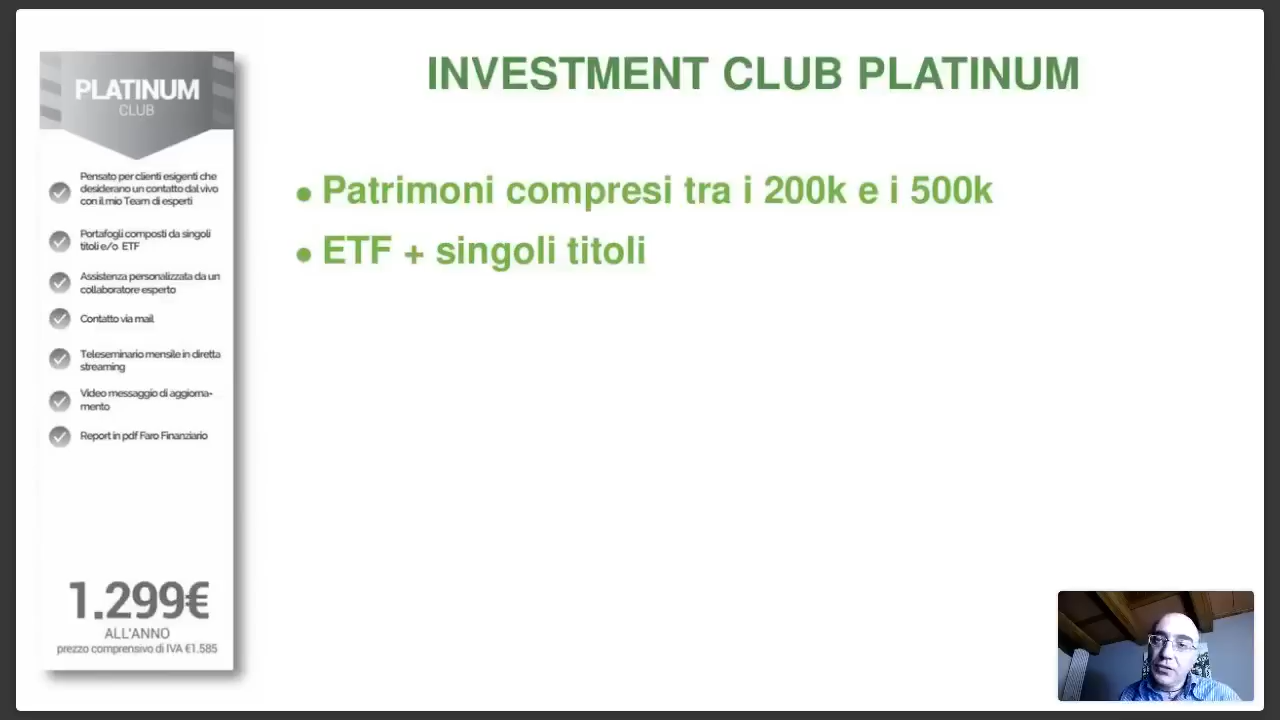 PLATINUM
CLUB
Pensato per clienti esigenti che
desiderano un contatto dal vivo
con il mio Team di esperti
Portafogli composti da singoli
titoli e/o ETF
Assistenza personalizzata da un
collaboratore esperto
Contatto via mail
Teleseminario mensile in diretta
streaming
Video messaggio di aggiorna-
mento
Report in pdf Faro Finanziario
1.299€
ALL'ANNO
prezzo comprensivo di IVA €1.585
INVESTMENT CLUB PLATINUM
• Patrimoni compresi tra i 200k e i 500k
• ETF + singoli titoli